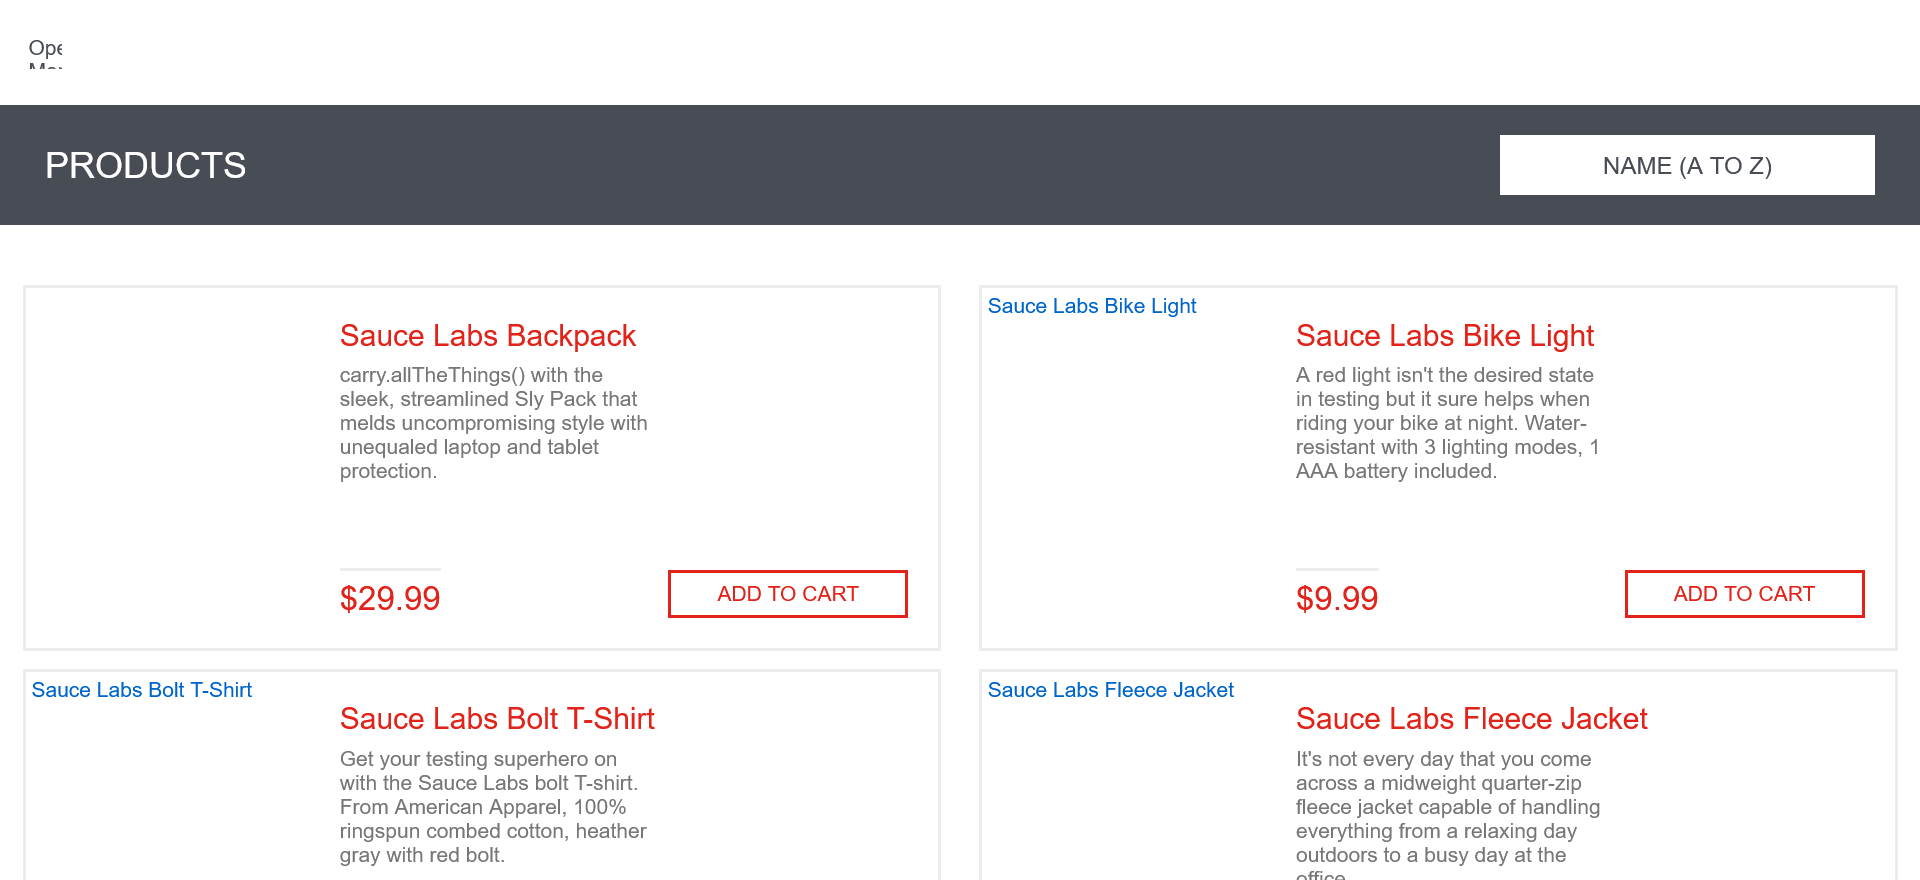 Ope
PRODUCTS
NAME (A TO Z)
Sauce Labs Backpack
carry.allTheThings() with the
sleek, streamlined Sly Pack that
melds uncompromising style with
unequaled laptop and tablet
protection.
$29.99
ADD TO CART
Sauce Labs Bike Light
Sauce Labs Bike Light
A red light isn't the desired state
in testing but it sure helps when
riding your bike at night. Water-
resistant with 3 lighting modes, 1
AAA battery included.
$9.99
ADD TO CART
Sauce Labs Bolt T-Shirt
Sauce Labs Bolt T-Shirt
Get your testing superhero on
with the Sauce Labs bolt T-shirt.
From American Apparel, 100%
ringspun combed cotton, heather
gray with red bolt.
Sauce Labs Fleece Jacket
Sauce Labs Fleece Jacket
It's not every day that you come
across a midweight quarter-zip
fleece jacket capable of handling
everything from a relaxing day
outdoors to a busy day at the
office